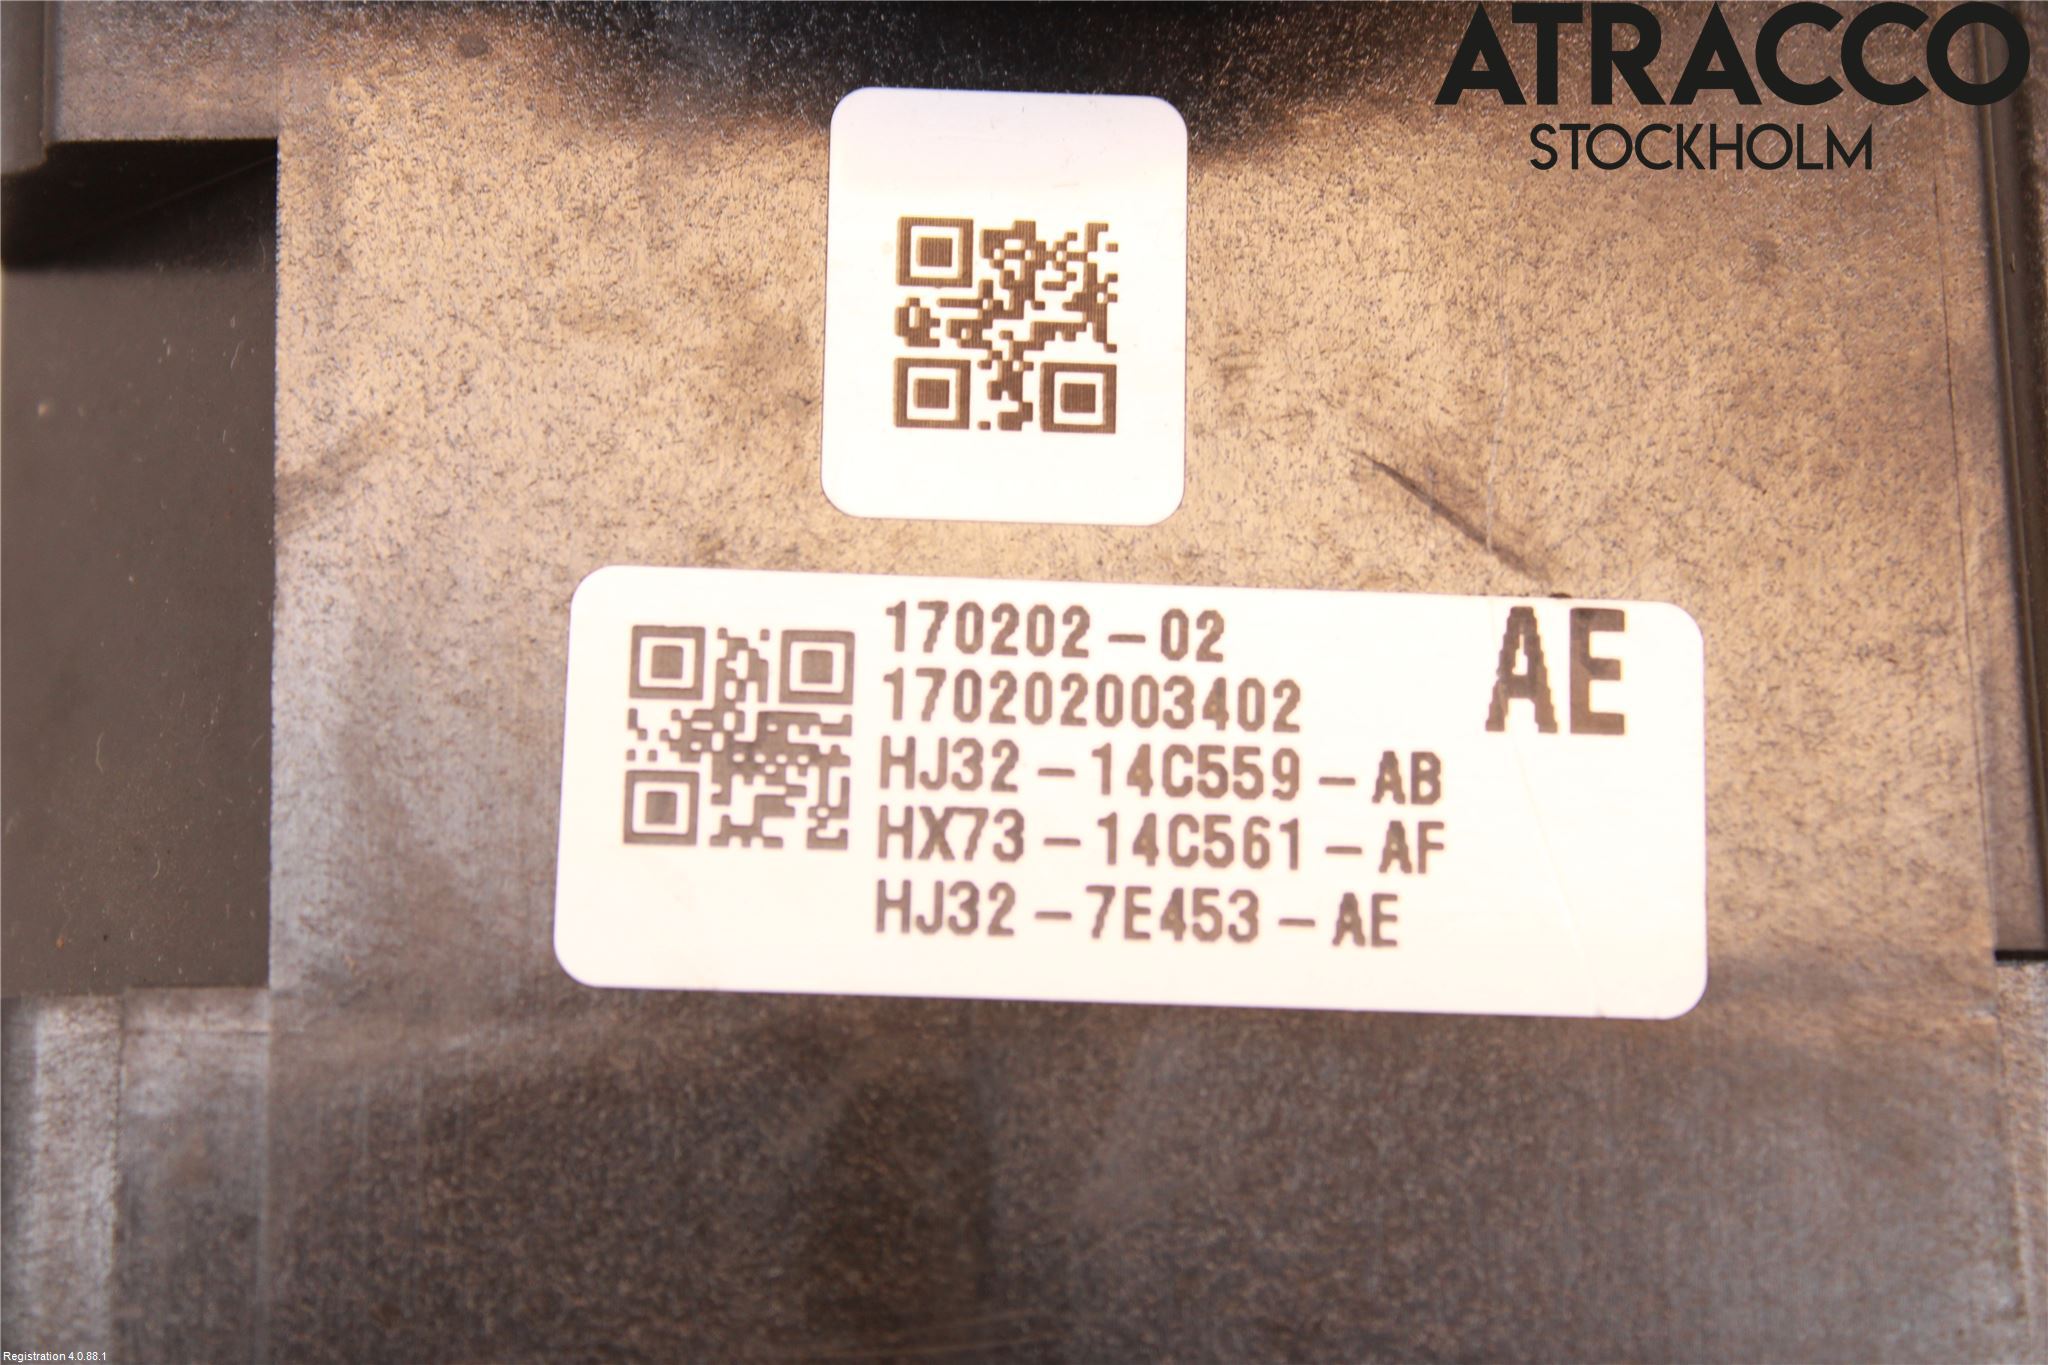 ATRACCO
STOCKHOLM
170202-02
AE
170202003402
HJ32-14C559-AB
HX73-14C561-AF
HJ32-7E453-AE
Registration 4.0.88.1